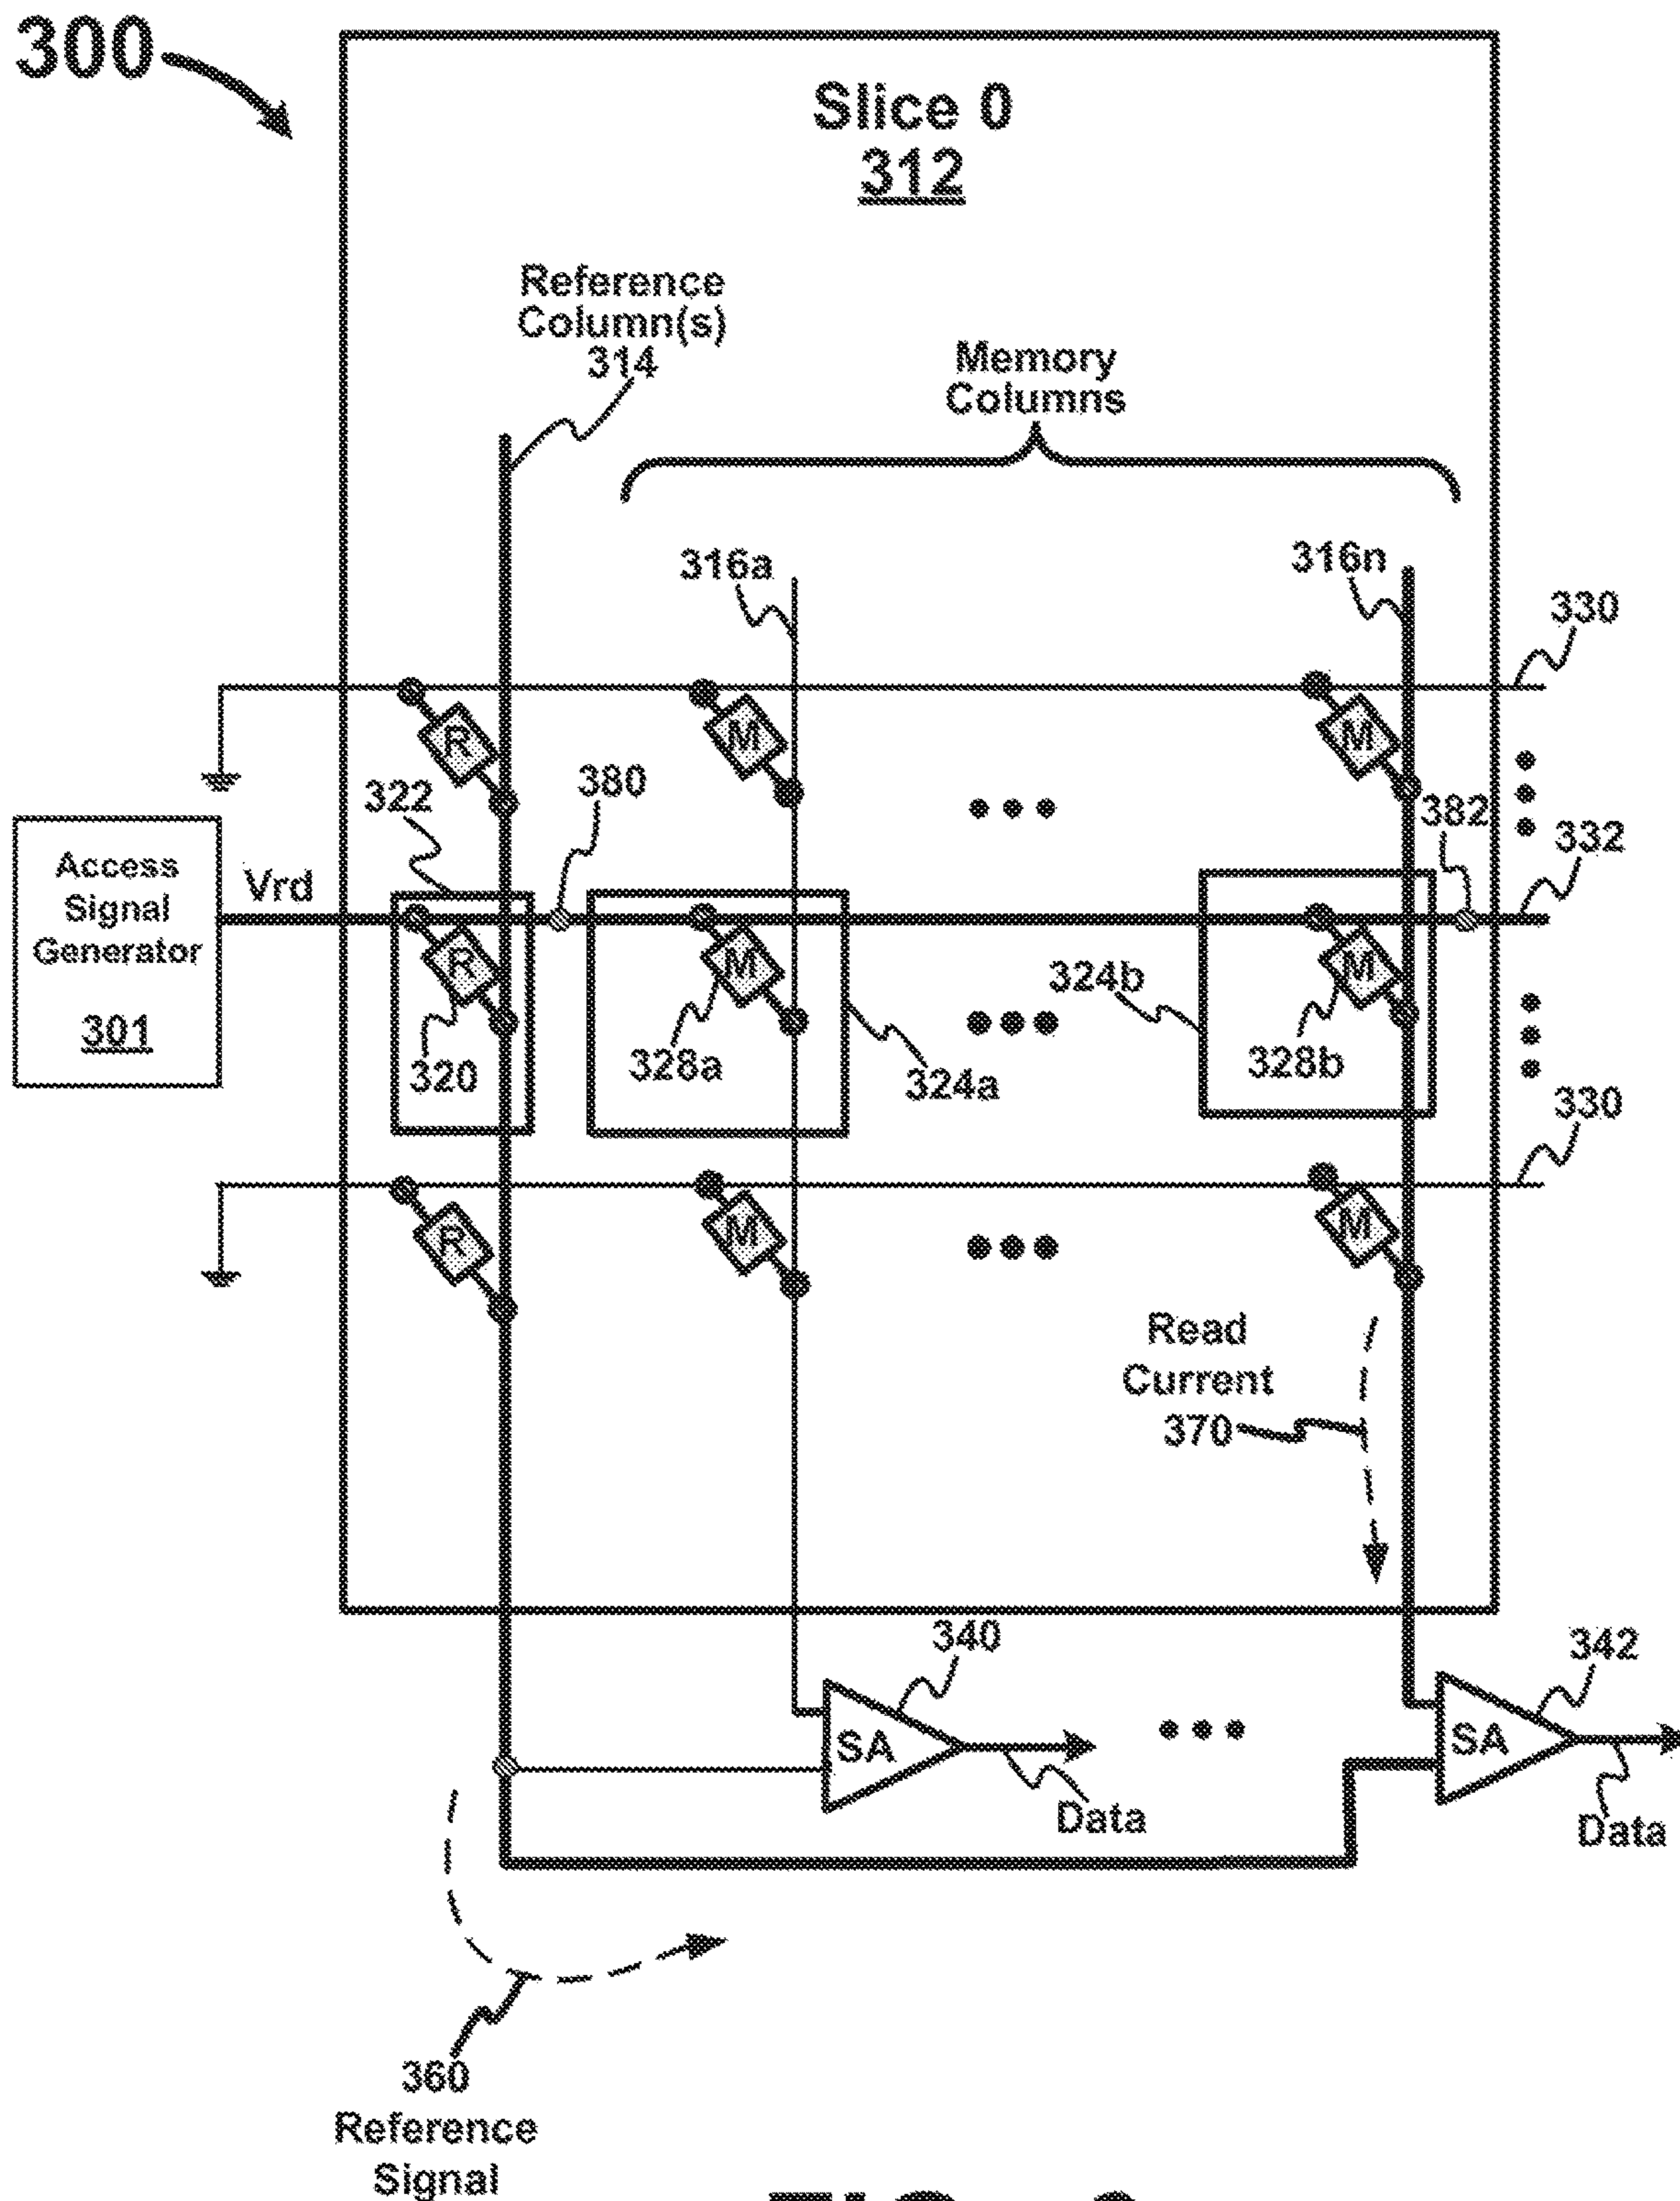 300
Slice 0
312
Reference
Column(s)
314
Memory
Columns
316a
316n
330
R
M
M
322
380
382
332
Access
Signal
Generator
301
Vrd
R
M
M
320
328a
324a
324b
328b
330
R
M
M
Read
Current
370
340
342
SA
SA
Data
Data
360
Reference
Signal